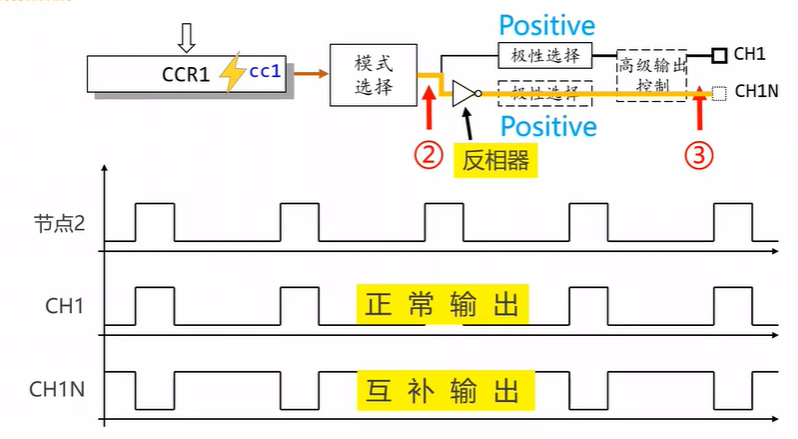 Positive
CCR1
cc1
模式
选择
极性选择
高级输出
控制
CH1
极性选择
CH1N
Positive
②
反相器
③
节点2
CH1
正常输出
CH1N
互补输出